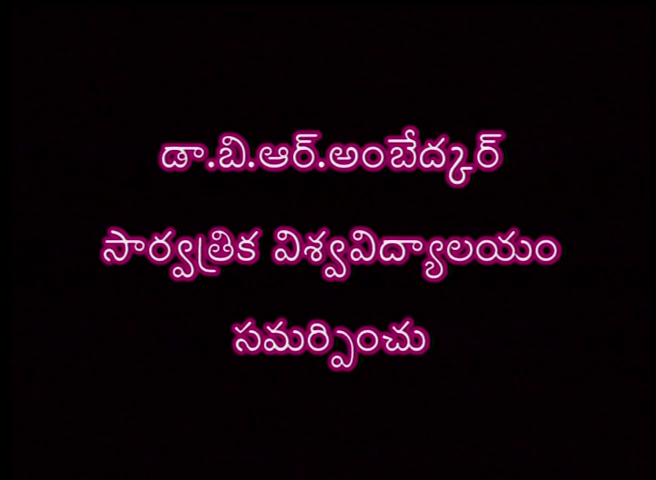 డా.బి.ఆర్.అంబేద్కర్
సార్వత్రిక విశ్వవిద్యాలయం
సమర్పించు